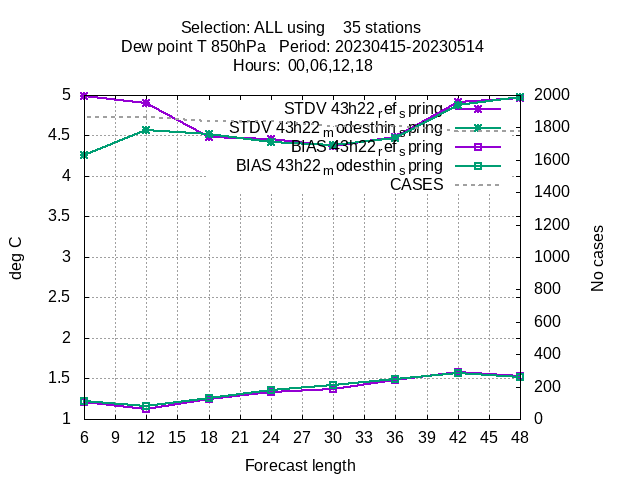 Selection: ALL using    35 stations
Dew point T 850hPa   Period: 20230415-20230514
Hours:  00,06,12,18
STDV 43h22_ref_spring
STDV 43h22_modesthin_spring
BIAS 43h22_ref_spring
BIAS 43h22_modesthin_spring
CASES
5
4.5
4
3.5
3
2.5
2
1.5
1
deg C
2000
1800
1600
1400
1200
1000
800
600
400
200
0
No cases
6 9 12 15 18 21 24 27 30 33 36 39 42 45 48
Forecast length